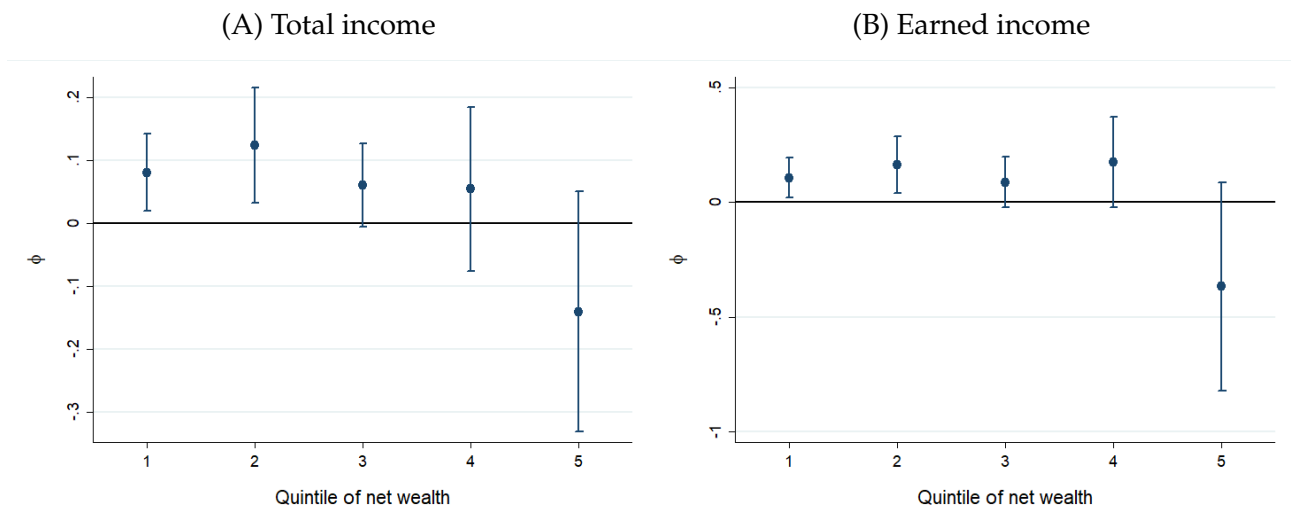 (A) Total income
.2
.1
0
-.1
-.2
-.3
ϕ
1 2 3 4 5
Quintile of net wealth
(B) Earned income
.5
0
-.5
-1
ϕ
1 2 3 4 5
Quintile of net wealth